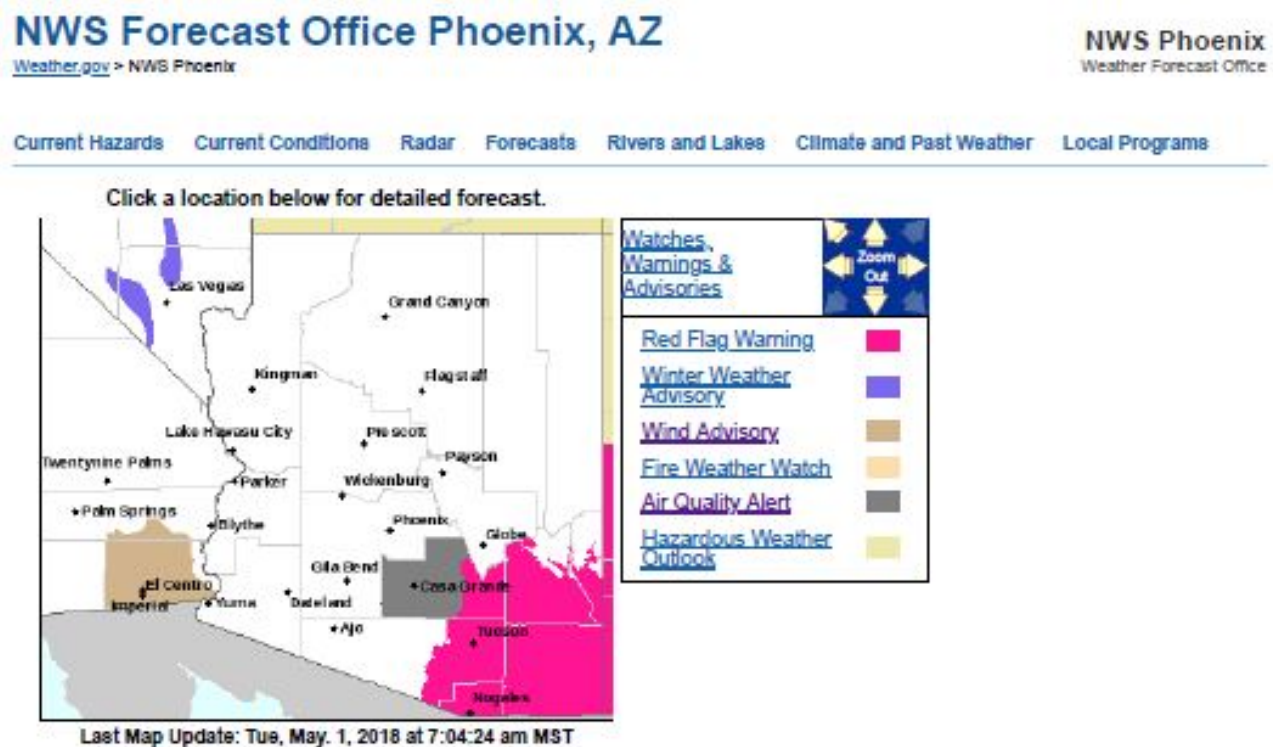 NWS Forecast Office Phoenix, AZ
Weather.gov > NWS Phoenix
NWS Phoenix
Weather Forecast Office
Current Hazards Current Conditions Radar Forecasts Rivers and Lakes Climate and Past Weather Local Programs
Click a location below for detailed forecast.
Las Vegas
Grand Canyon
Kingman
Flagstaff
Lake Havasu City
Prescott
Twentynine Palms
Payson
Parker
Wickenburg
Palm Springs
Blythe
Phoenix
Globe
Gila Bend
El Centro
Casa Grande
Imperial
Yuma
Dateland
Ajo
Tucson
Nogales
Last Map Update: Tue, May. 1, 2018 at 7:04:24 am MST
Watches,
Warnings &
Advisories
Zoom
Out
Red Flag Warning
Winter Weather
Advisory
Wind Advisory
Fire Weather Watch
Air Quality Alert
Hazardous Weather
Outlook